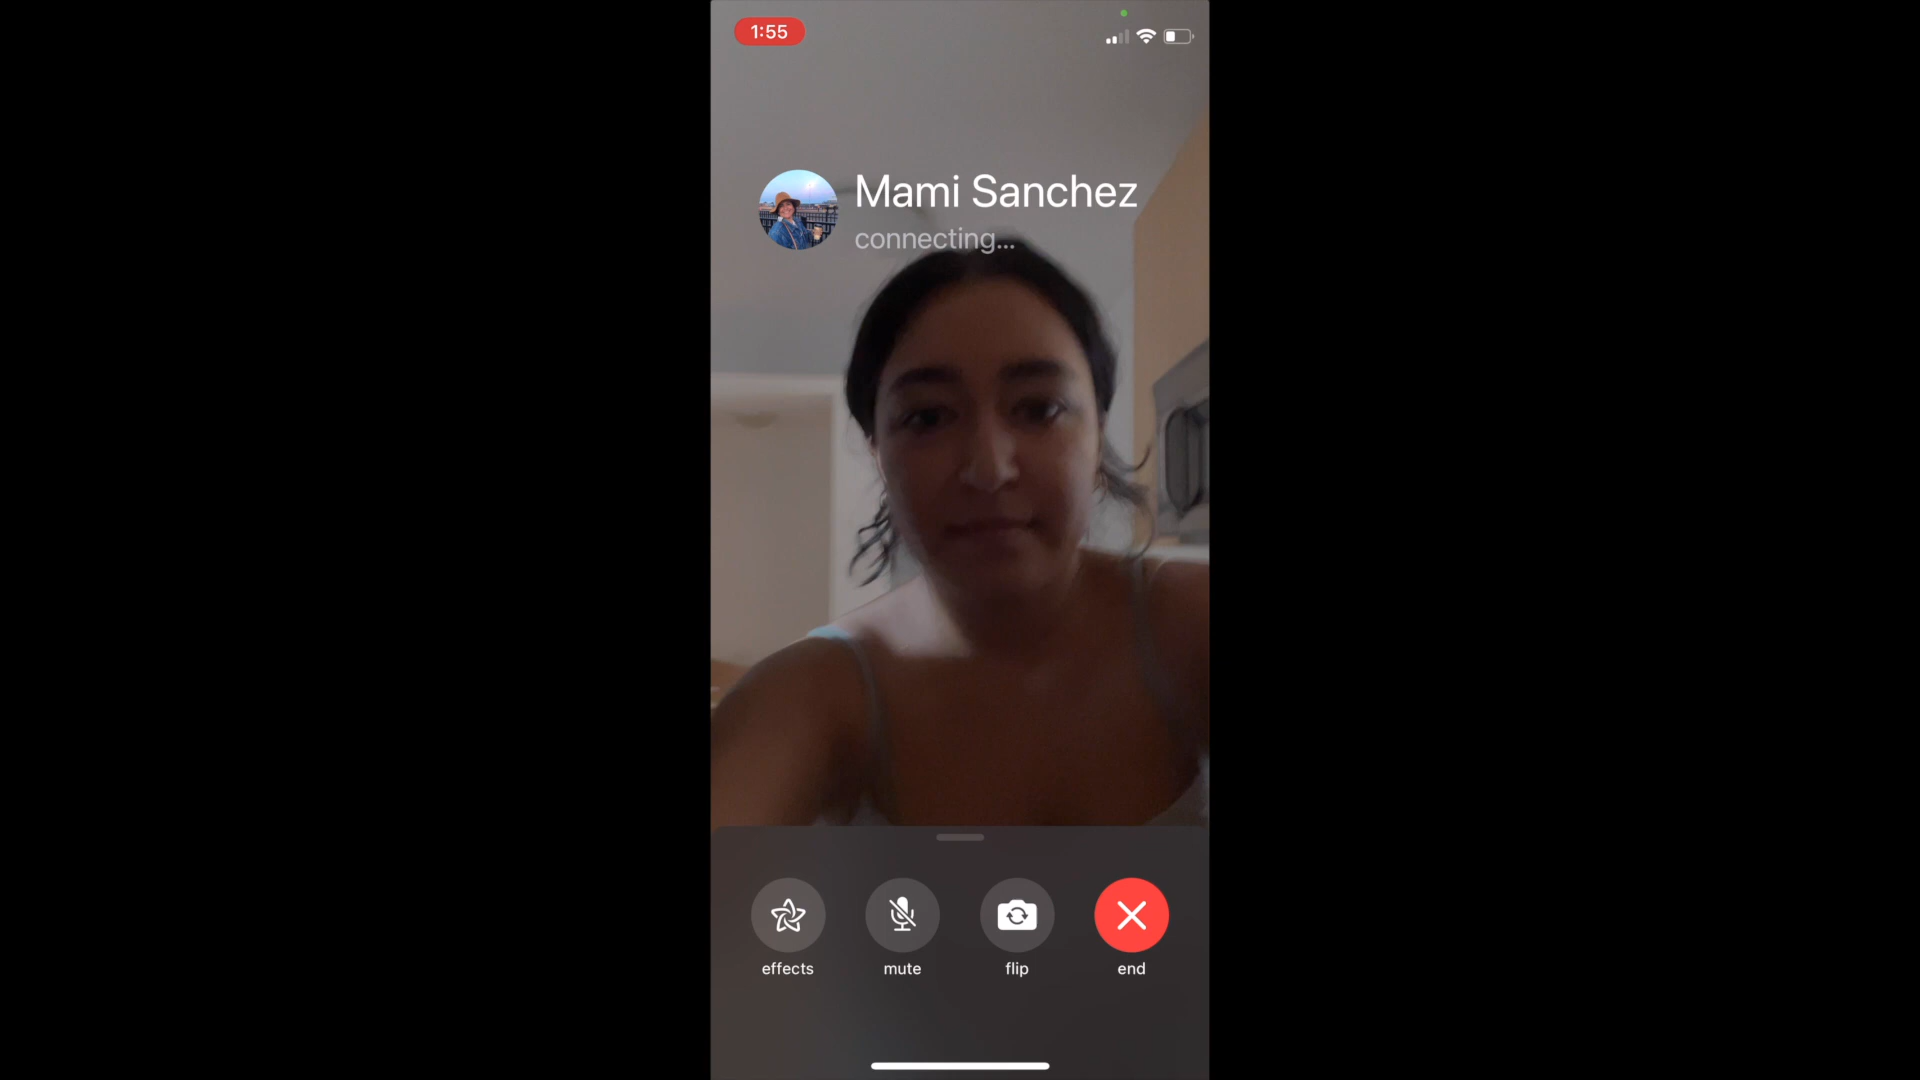 1:55
Mami Sanchez
connecting...
effects
mute
flip
end